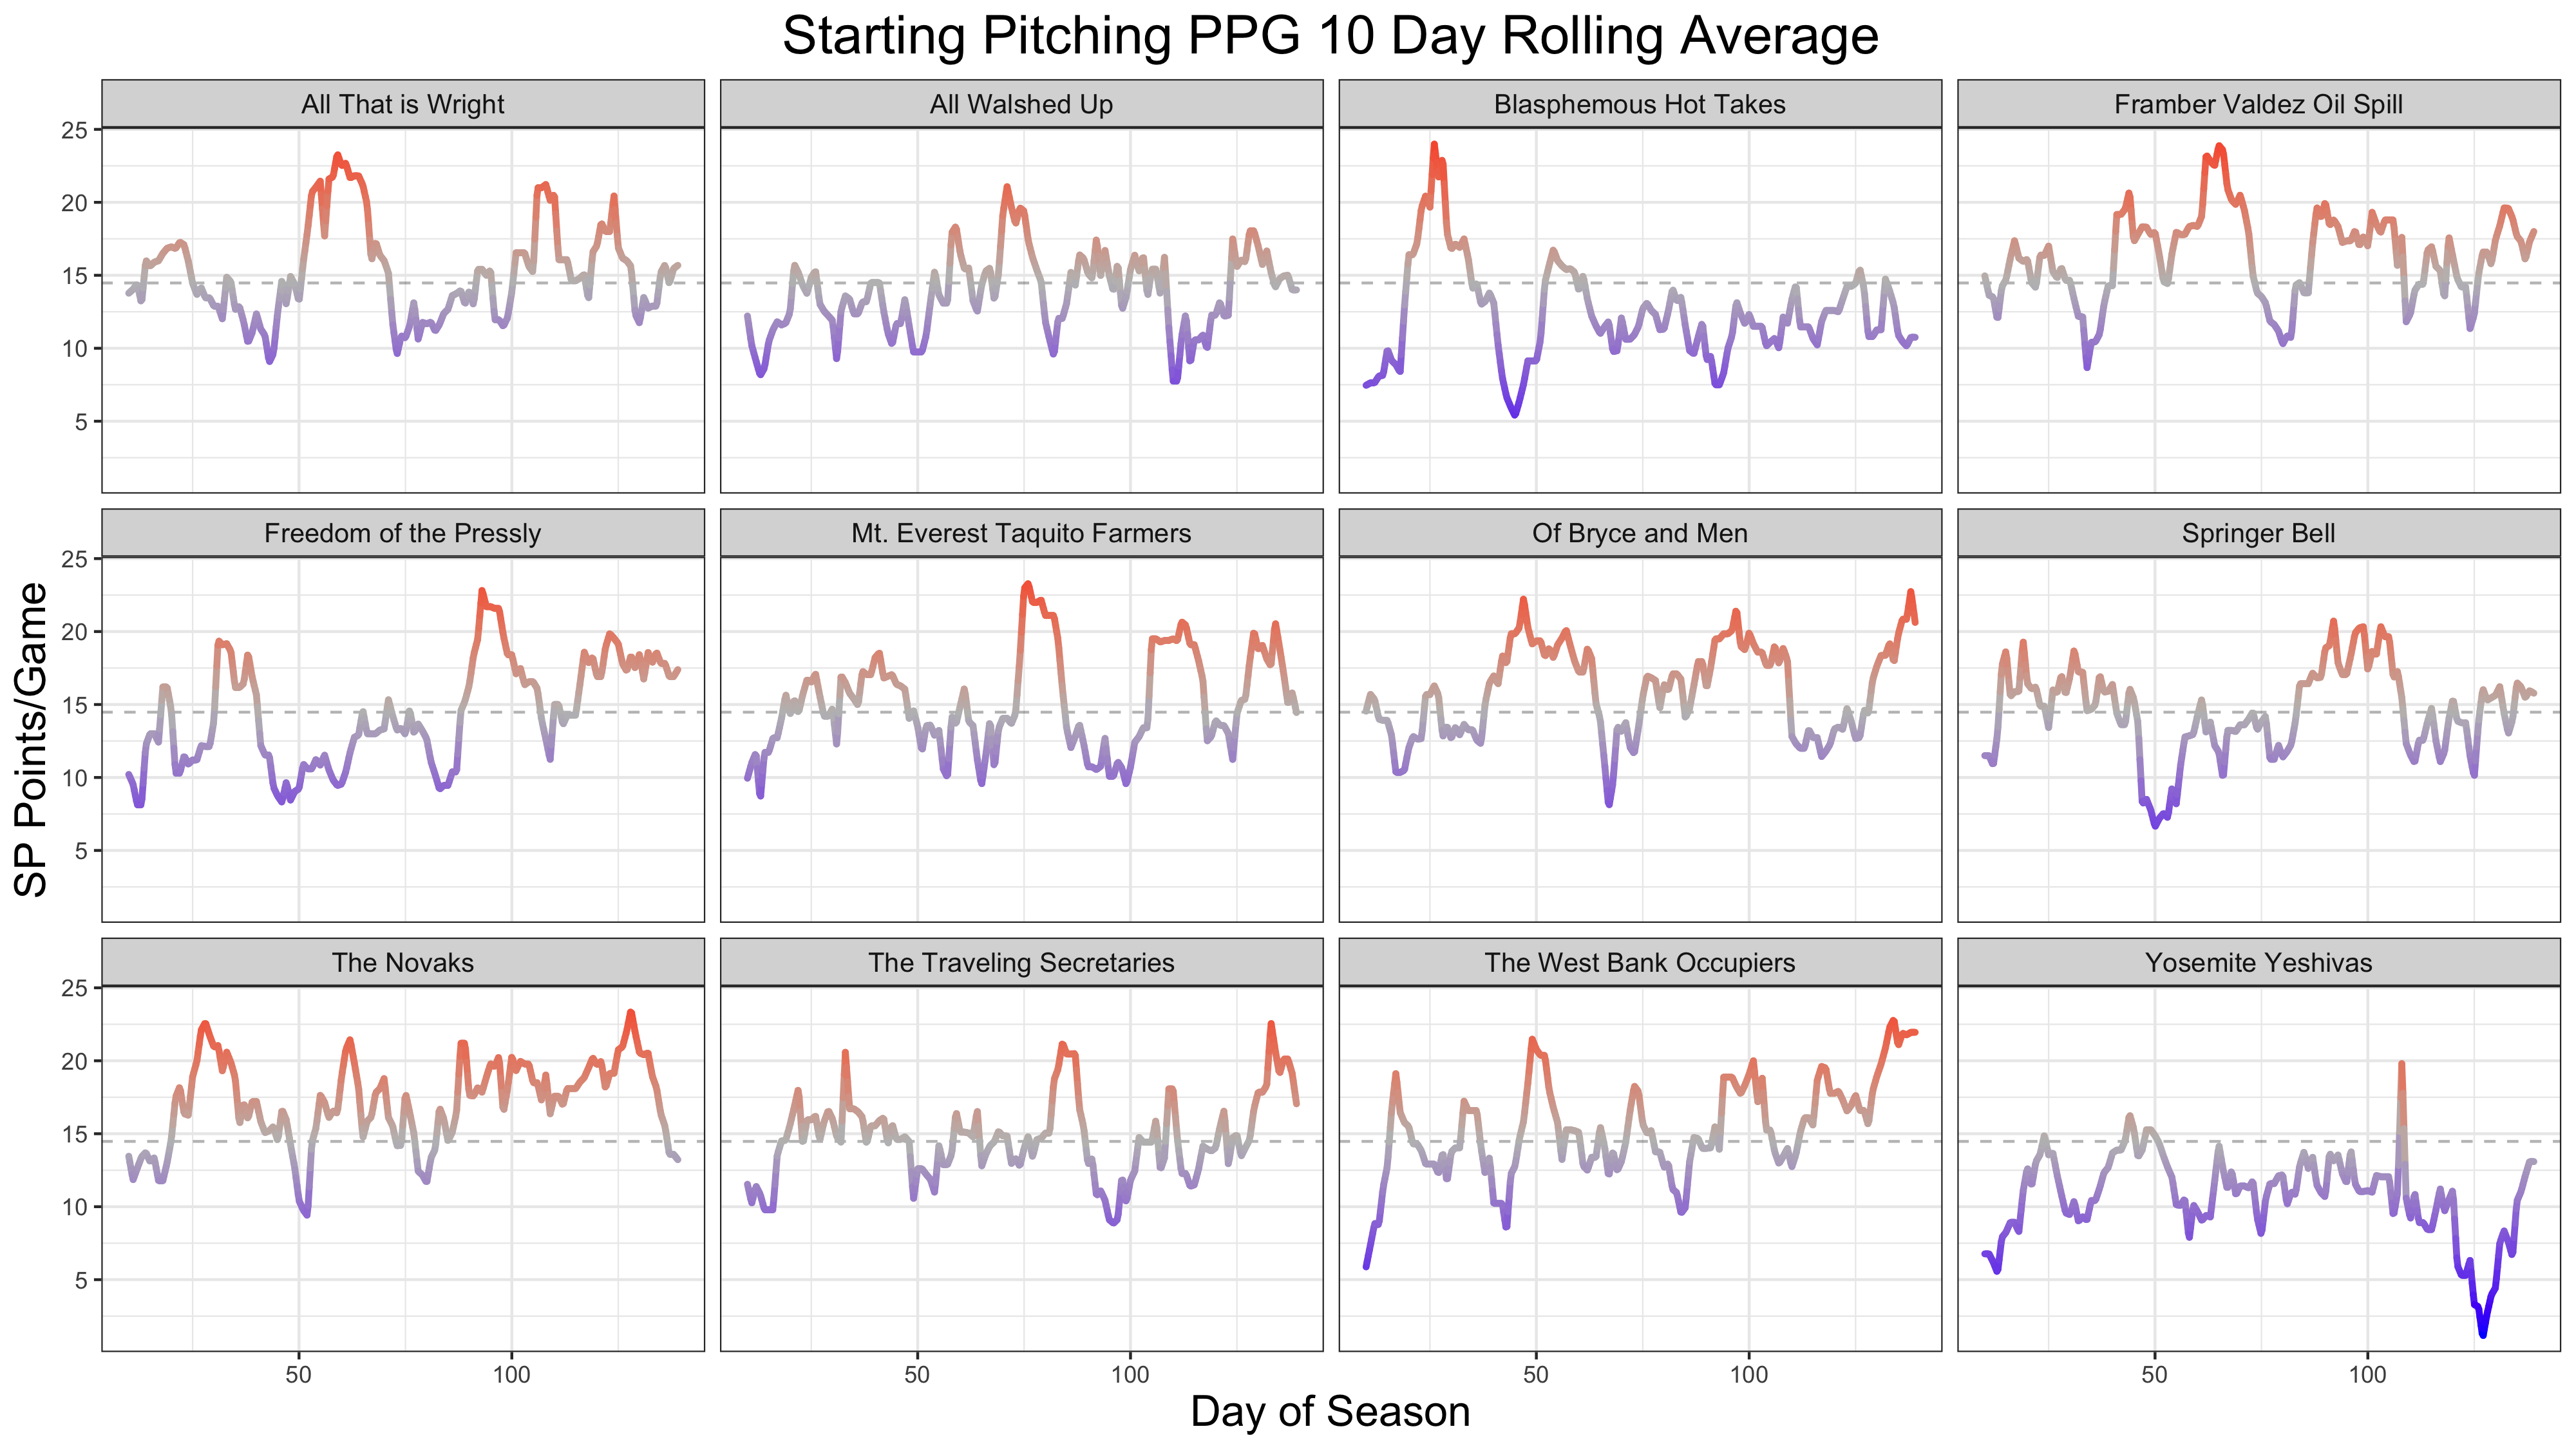 Starting Pitching PPG 10 Day Rolling Average
All That is Wright
All Walshed Up
Blasphemous Hot Takes
Framber Valdez Oil Spill
25
20
15
10
5
Freedom of the Pressly
Mt. Everest Taquito Farmers
Of Bryce and Men
Springer Bell
25
20
15
10
5
SP Points/Game
The Novaks
The Traveling Secretaries
The West Bank Occupiers
Yosemite Yeshivas
25
20
15
10
5
50 100 50 100 50 100 50 100
Day of Season